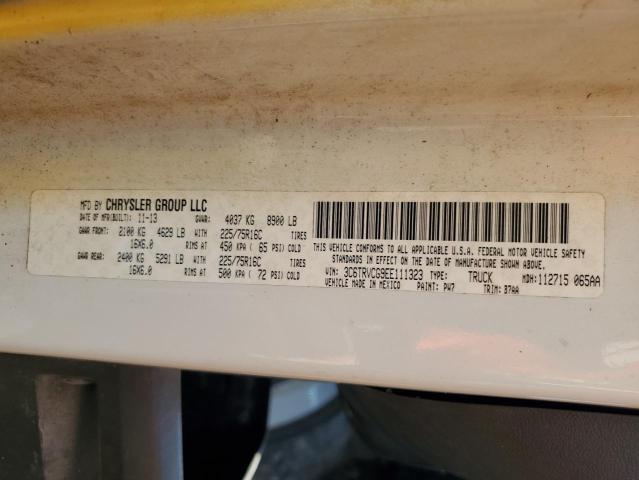 MFD BY CHRYSLER GROUP LLC
DATE OF MFR(BUILT): 11-13 GVWR: 4037 KG 8900 LB
GAWR FRONT: 2100 KG 4629 LB WITH 225/75R16C TIRES
16X6.0 RIMS AT 450 KPA ( 65 PSI) COLD
GAWR REAR: 2400 KG 5291 LB WITH 225/75R16C TIRES
16X6.0 RIMS AT 500 KPA ( 72 PSI) COLD
THIS VEHICLE CONFORMS TO ALL APPLICABLE U.S.A. FEDERAL MOTOR VEHICLE SAFETY
STANDARDS IN EFFECT ON THE DATE OF MANUFACTURE SHOWN ABOVE.
VIN: 3C6TRVCG9EE111323 TYPE: TRUCK MDH: 112715 065AA
VEHICLE MADE IN MEXICO PAINT: PW7 TRIM: B7AA